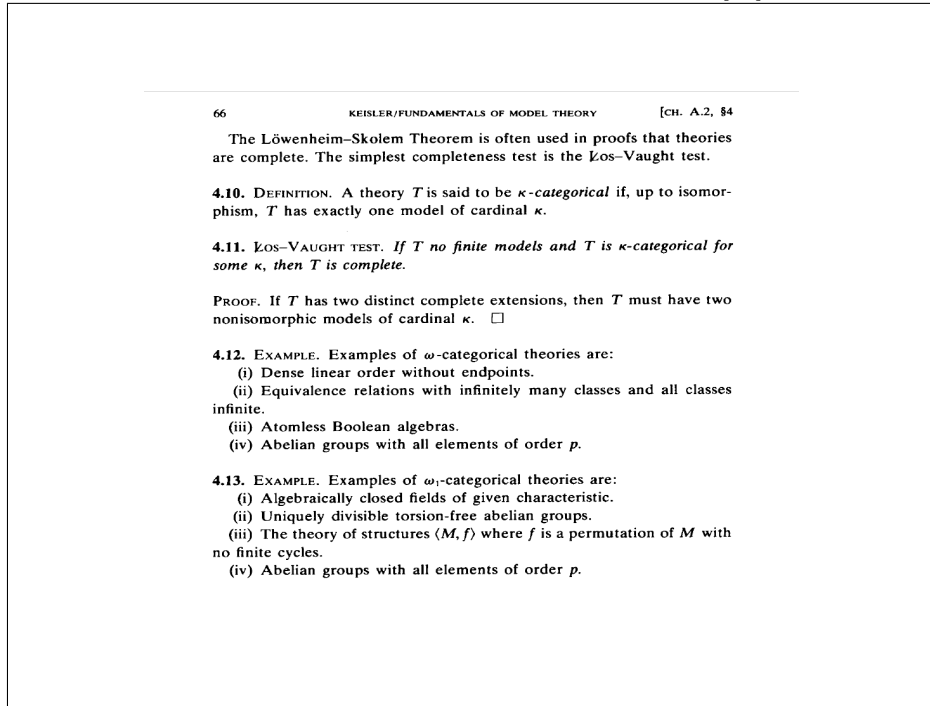 66 KEISLER/FUNDAMENTALS OF MODEL THEORY [CH. A.2, §4
The Löwenheim–Skolem Theorem is often used in proofs that theories
are complete. The simplest completeness test is the Łos–Vaught test.
4.10. DEFINITION. A theory T is said to be κ-categorical if, up to isomor-
phism, T has exactly one model of cardinal κ.
4.11. ŁOS–VAUGHT TEST. If T no finite models and T is κ-categorical for
some κ, then T is complete.
PROOF. If T has two distinct complete extensions, then T must have two
nonisomorphic models of cardinal κ. □
4.12. EXAMPLE. Examples of ω-categorical theories are:
(i) Dense linear order without endpoints.
(ii) Equivalence relations with infinitely many classes and all classes
infinite.
(iii) Atomless Boolean algebras.
(iv) Abelian groups with all elements of order p.
4.13. EXAMPLE. Examples of ω₁-categorical theories are:
(i) Algebraically closed fields of given characteristic.
(ii) Uniquely divisible torsion-free abelian groups.
(iii) The theory of structures ⟨M, f⟩ where f is a permutation of M with
no finite cycles.
(iv) Abelian groups with all elements of order p.